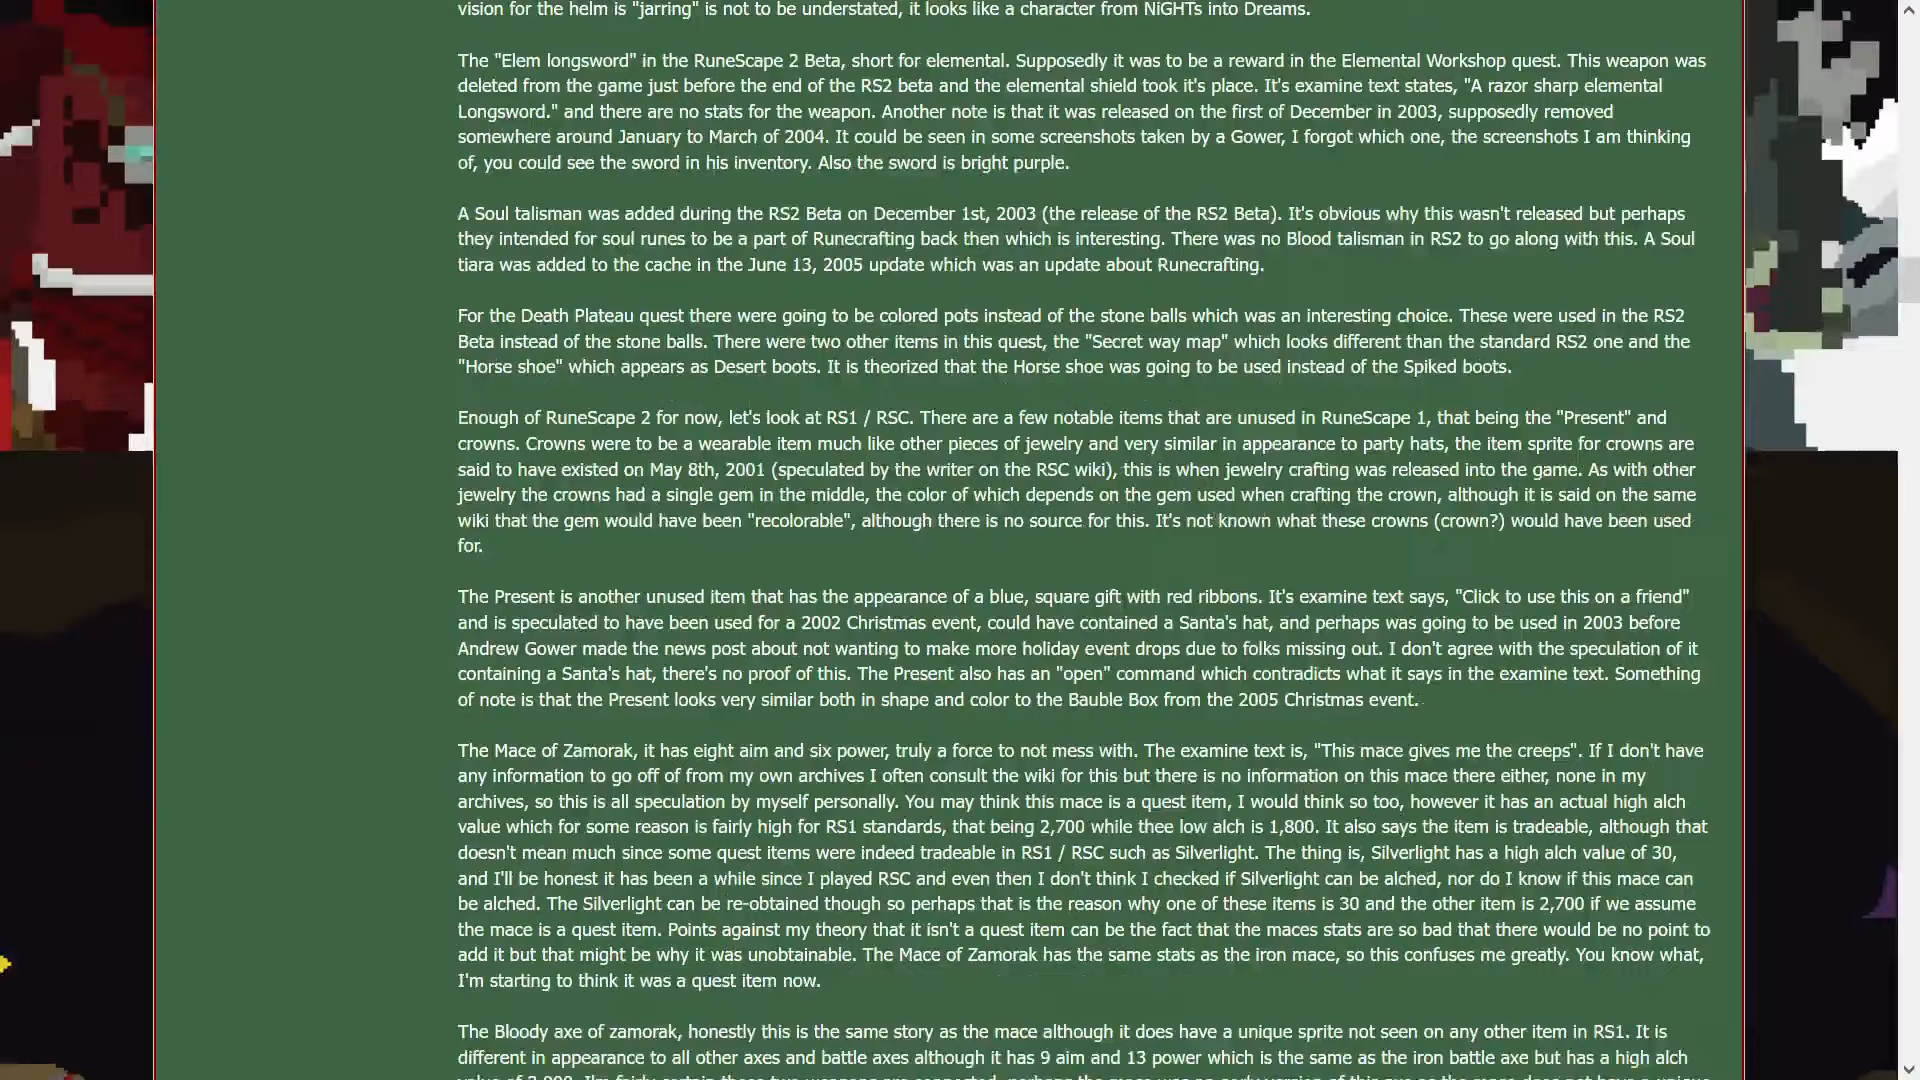 vision for the helm is "jarring" is not to be understated, it looks like a character from NiGHTs into Dreams.
The "Elem longsword" in the RuneScape 2 Beta, short for elemental. Supposedly it was to be a reward in the Elemental Workshop quest. This weapon was
deleted from the game just before the end of the RS2 beta and the elemental shield took it's place. It's examine text states, "A razor sharp elemental
Longsword." and there are no stats for the weapon. Another note is that it was released on the first of December in 2003, supposedly removed
somewhere around January to March of 2004. It could be seen in some screenshots taken by a Gower, I forgot which one, the screenshots I am thinking
of, you could see the sword in his inventory. Also the sword is bright purple.
A Soul talisman was added during the RS2 Beta on December 1st, 2003 (the release of the RS2 Beta). It's obvious why this wasn't released but perhaps
they intended for soul runes to be a part of Runecrafting back then which is interesting. There was no Blood talisman in RS2 to go along with this. A Soul
tiara was added to the cache in the June 13, 2005 update which was an update about Runecrafting.
For the Death Plateau quest there were going to be colored pots instead of the stone balls which was an interesting choice. These were used in the RS2
Beta instead of the stone balls. There were two other items in this quest, the "Secret way map" which looks different than the standard RS2 one and the
"Horse shoe" which appears as Desert boots. It is theorized that the Horse shoe was going to be used instead of the Spiked boots.
Enough of RuneScape 2 for now, let's look at RS1 / RSC. There are a few notable items that are unused in RuneScape 1, that being the "Present" and
crowns. Crowns were to be a wearable item much like other pieces of jewelry and very similar in appearance to party hats, the item sprite for crowns are
said to have existed on May 8th, 2001 (speculated by the writer on the RSC wiki), this is when jewelry crafting was released into the game. As with other
jewelry the crowns had a single gem in the middle, the color of which depends on the gem used when crafting the crown, although it is said on the same
wiki that the gem would have been "recolorable", although there is no source for this. It's not known what these crowns (crown?) would have been used
for.
The Present is another unused item that has the appearance of a blue, square gift with red ribbons. It's examine text says, "Click to use this on a friend"
and is speculated to have been used for a 2002 Christmas event, could have contained a Santa's hat, and perhaps was going to be used in 2003 before
Andrew Gower made the news post about not wanting to make more holiday event drops due to folks missing out. I don't agree with the speculation of it
containing a Santa's hat, there's no proof of this. The Present also has an "open" command which contradicts what it says in the examine text. Something
of note is that the Present looks very similar both in shape and color to the Bauble Box from the 2005 Christmas event.
The Mace of Zamorak, it has eight aim and six power, truly a force to not mess with. The examine text is, "This mace gives me the creeps". If I don't have
any information to go off of from my own archives I often consult the wiki for this but there is no information on this mace there either, none in my
archives, so this is all speculation by myself personally. You may think this mace is a quest item, I would think so too, however it has an actual high alch
value which for some reason is fairly high for RS1 standards, that being 2,700 while thee low alch is 1,800. It also says the item is tradeable, although that
doesn't mean much since some quest items were indeed tradeable in RS1 / RSC such as Silverlight. The thing is, Silverlight has a high alch value of 30,
and I'll be honest it has been a while since I played RSC and even then I don't think I checked if Silverlight can be alched, nor do I know if this mace can
be alched. The Silverlight can be re-obtained though so perhaps that is the reason why one of these items is 30 and the other item is 2,700 if we assume
the mace is a quest item. Points against my theory that it isn't a quest item can be the fact that the maces stats are so bad that there would be no point to
add it but that might be why it was unobtainable. The Mace of Zamorak has the same stats as the iron mace, so this confuses me greatly. You know what,
I'm starting to think it was a quest item now.
The Bloody axe of zamorak, honestly this is the same story as the mace although it does have a unique sprite not seen on any other item in RS1. It is
different in appearance to all other axes and battle axes although it has 9 aim and 13 power which is the same as the iron battle axe but has a high alch